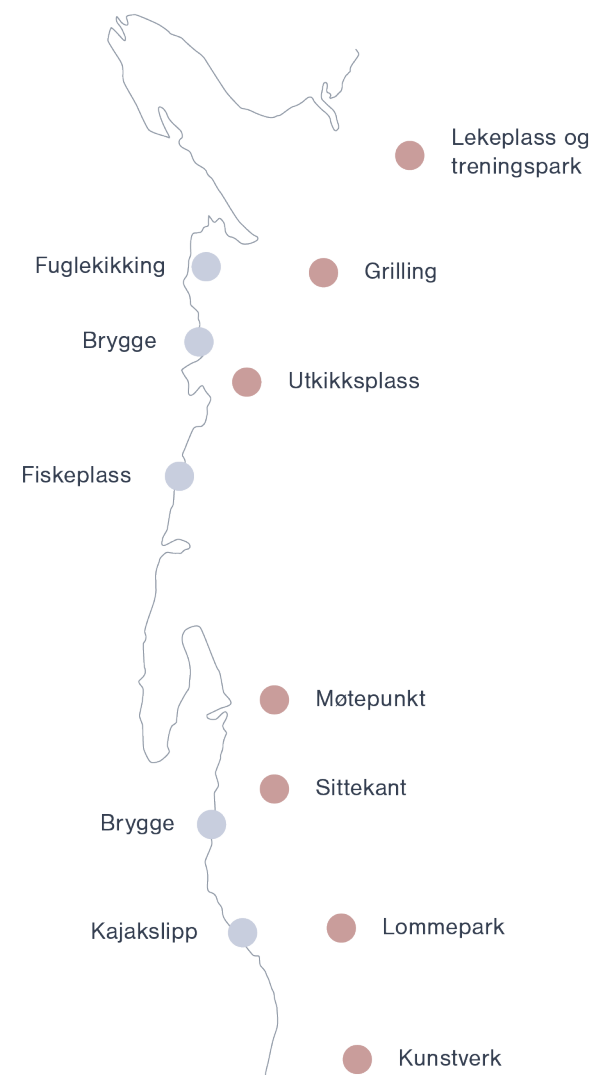 Lekeplass og
treningspark
Fuglekikking
Grilling
Brygge
Utkikksplass
Fiskeplass
Møtepunkt
Sittekant
Brygge
Kajakslipp
Lommepark
Kunstverk